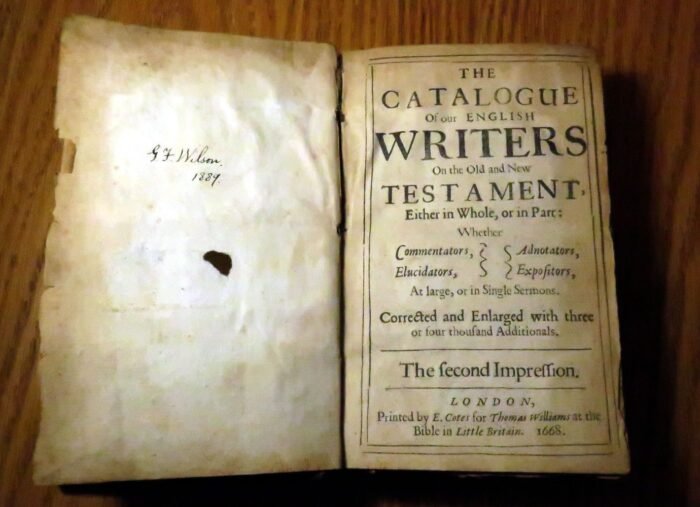 G F. Wilson.
1889.
THE
CATALOGUE
Of our ENGLISH
WRITERS
On the Old and New
TESTAMENT,
Either in Whole, or in Part:
Whether
Commentators, } { Adnotators,
Elucidators, } { Expoſitors,
At large, or in Single Sermons.
Corrected and Enlarged with three
or four thouſand Additionals.
The ſecond Impreſſion.
LONDON,
Printed by E. Cotes for Thomas Williams at the
Bible in Little Britain. 1668.